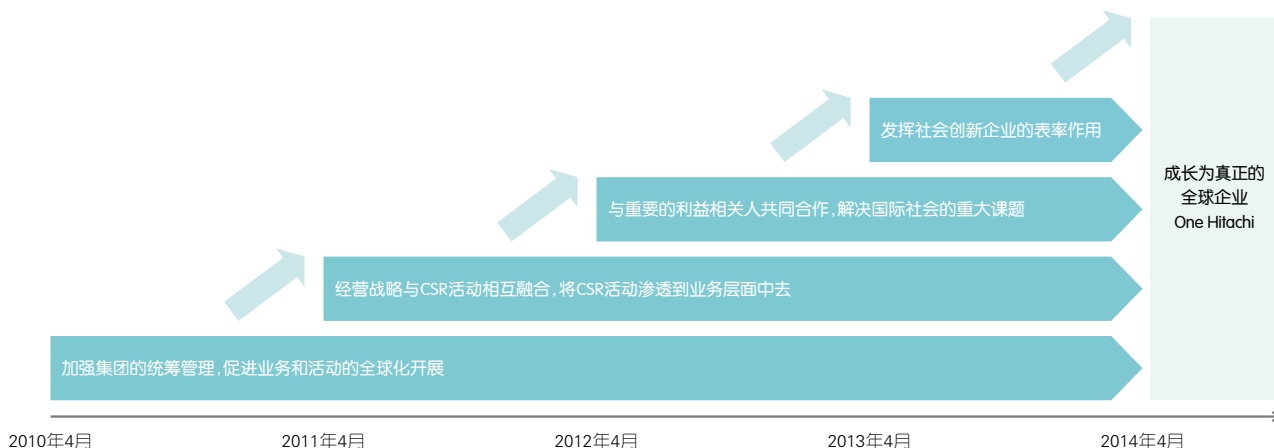 发挥社会创新企业的表率作用
成长为真正的
全球企业
One Hitachi
与重要的利益相关人共同合作,解决国际社会的重大课题
经营战略与CSR活动相互融合,将CSR活动渗透到业务层面中去
加强集团的统筹管理,促进业务和活动的全球化开展
2010年4月
2011年4月
2012年4月
2013年4月
2014年4月